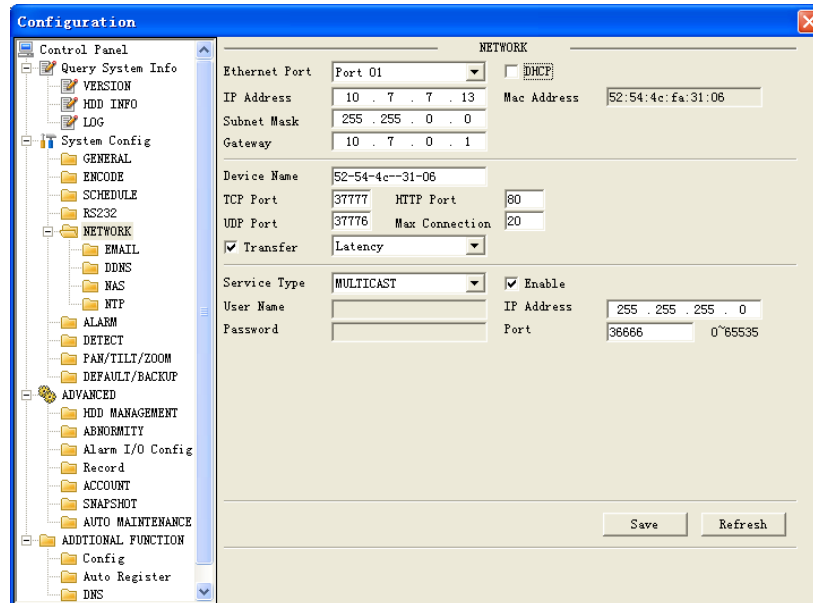 Configuration
Control Panel
Query System Info
VERSION
HDD INFO
LOG
System Config
GENERAL
ENCODE
SCHEDULE
RS232
NETWORK
EMAIL
DDNS
NAS
NTP
ALARM
DETECT
PAN/TILT/ZOOM
DEFAULT/BACKUP
ADVANCED
HDD MANAGEMENT
ABNORMITY
Alarm I/O Config
Record
ACCOUNT
SNAPSHOT
AUTO MAINTENANCE
ADDTIONAL FUNCTION
Config
Auto Register
DNS
NETWORK
Ethernet Port Port 01 DHCP
IP Address 10 . 7 . 7 . 13 Mac Address 52:54:4c:fa:31:06
Subnet Mask 255 . 255 . 0 . 0
Gateway 10 . 7 . 0 . 1
Device Name 52-54-4c--31-06
TCP Port 37777 HTTP Port 80
UDP Port 37776 Max Connection 20
Transfer Latency
Service Type MULTICAST Enable
User Name IP Address 255 . 255 . 255 . 0
Password Port 36666 0~65535
Save Refresh